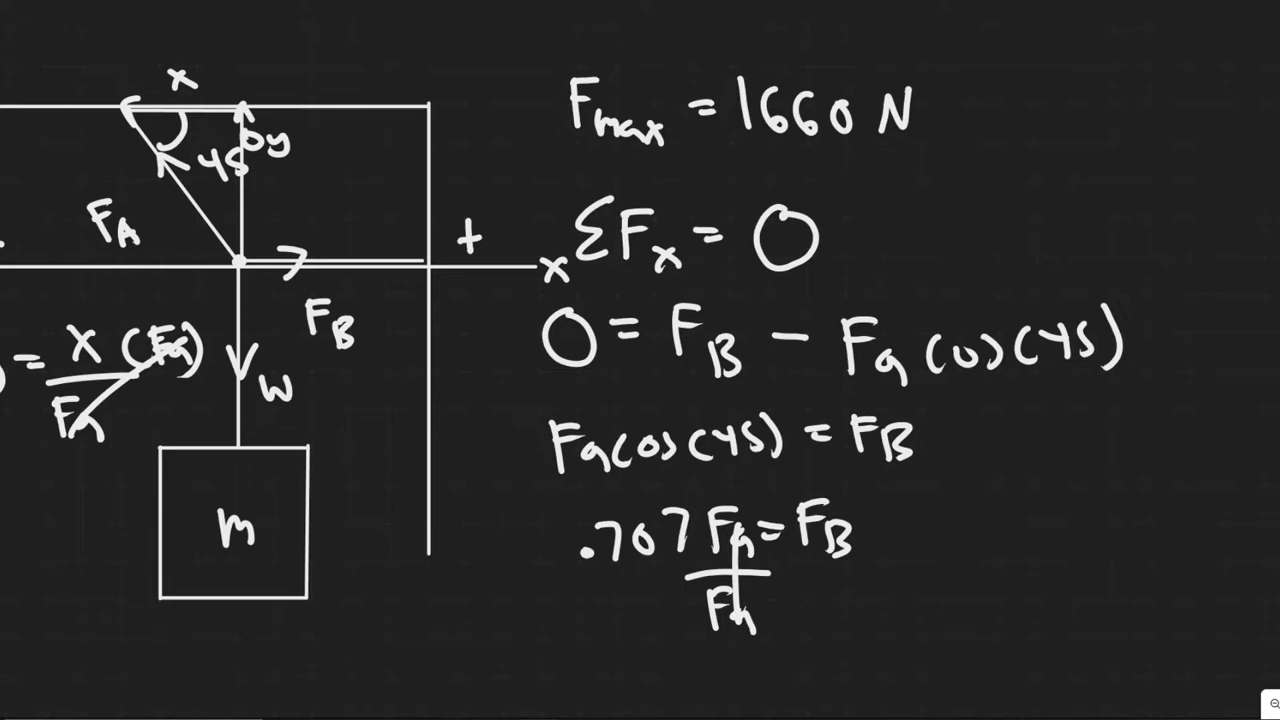 x
Δy
45
F_A
+
x
F_B
= x (F_A)
F_A
W
m
F_max = 1660 N
ΣF_x = 0
0 = F_B - F_A cos(45)
F_A cos(45) = F_B
.707 F_A = F_B
F_A